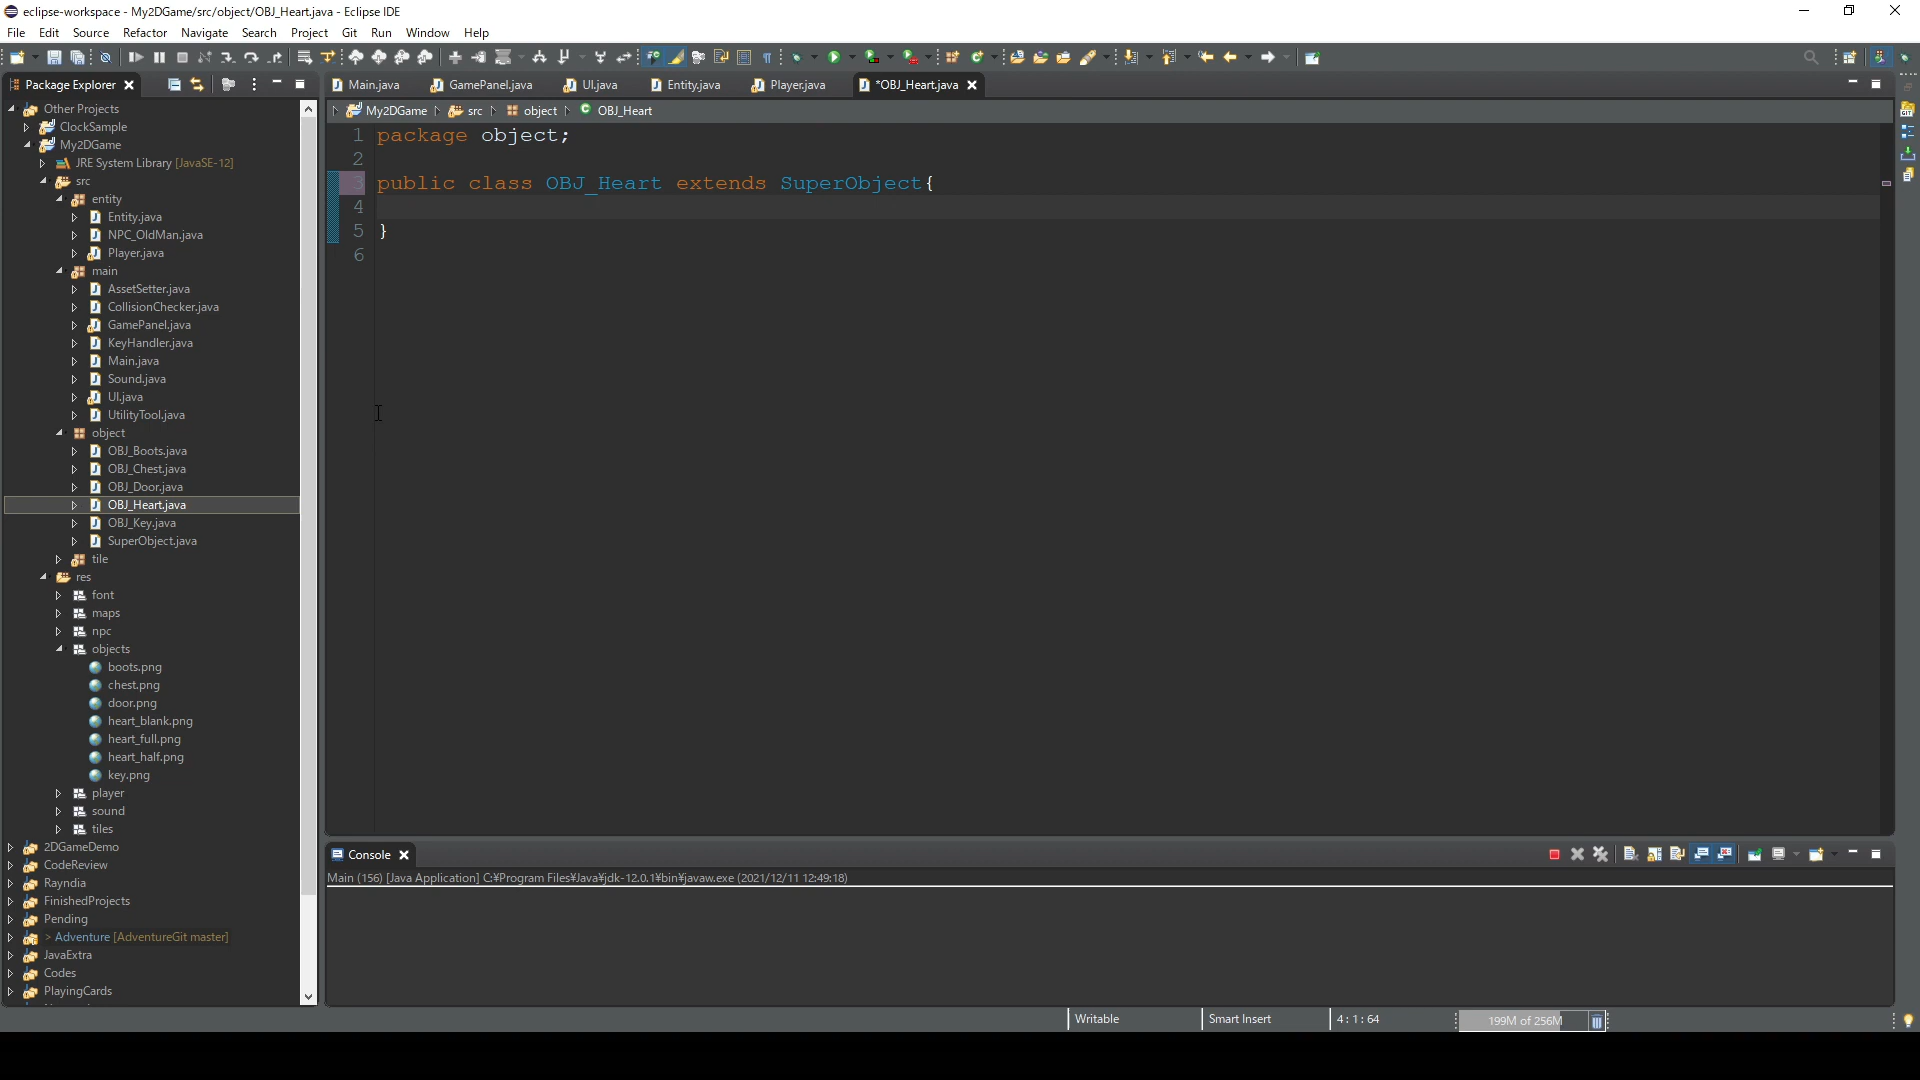 eclipse-workspace - My2DGame/src/object/OBJ_Heart.java - Eclipse IDE
File Edit Source Refactor Navigate Search Project Git Run Window Help
Package Explorer
Main.java GamePanel.java UI.java Entity.java Player.java *OBJ_Heart.java
Other Projects
ClockSample
My2DGame
JRE System Library [JavaSE-12]
src
entity
Entity.java
NPC_OldMan.java
Player.java
main
AssetSetter.java
CollisionChecker.java
GamePanel.java
KeyHandler.java
Main.java
Sound.java
UI.java
UtilityTool.java
object
OBJ_Boots.java
OBJ_Chest.java
OBJ_Door.java
OBJ_Heart.java
OBJ_Key.java
SuperObject.java
tile
res
font
maps
npc
objects
boots.png
chest.png
door.png
heart_blank.png
heart_full.png
heart_half.png
key.png
player
sound
tiles
2DGameDemo
CodeReview
Rayndia
FinishedProjects
Pending
> Adventure [AdventureGit master]
JavaExtra
Codes
PlayingCards
My2DGame src object OBJ_Heart
1 package object;
2
3 public class OBJ_Heart extends SuperObject{
4
5 }
6
Console
Main (156) [Java Application] C:¥Program Files¥Java¥jdk-12.0.1¥bin¥javaw.exe (2021/12/11 12:49:18)
Writable Smart Insert 4 : 1 : 64 199M of 256M